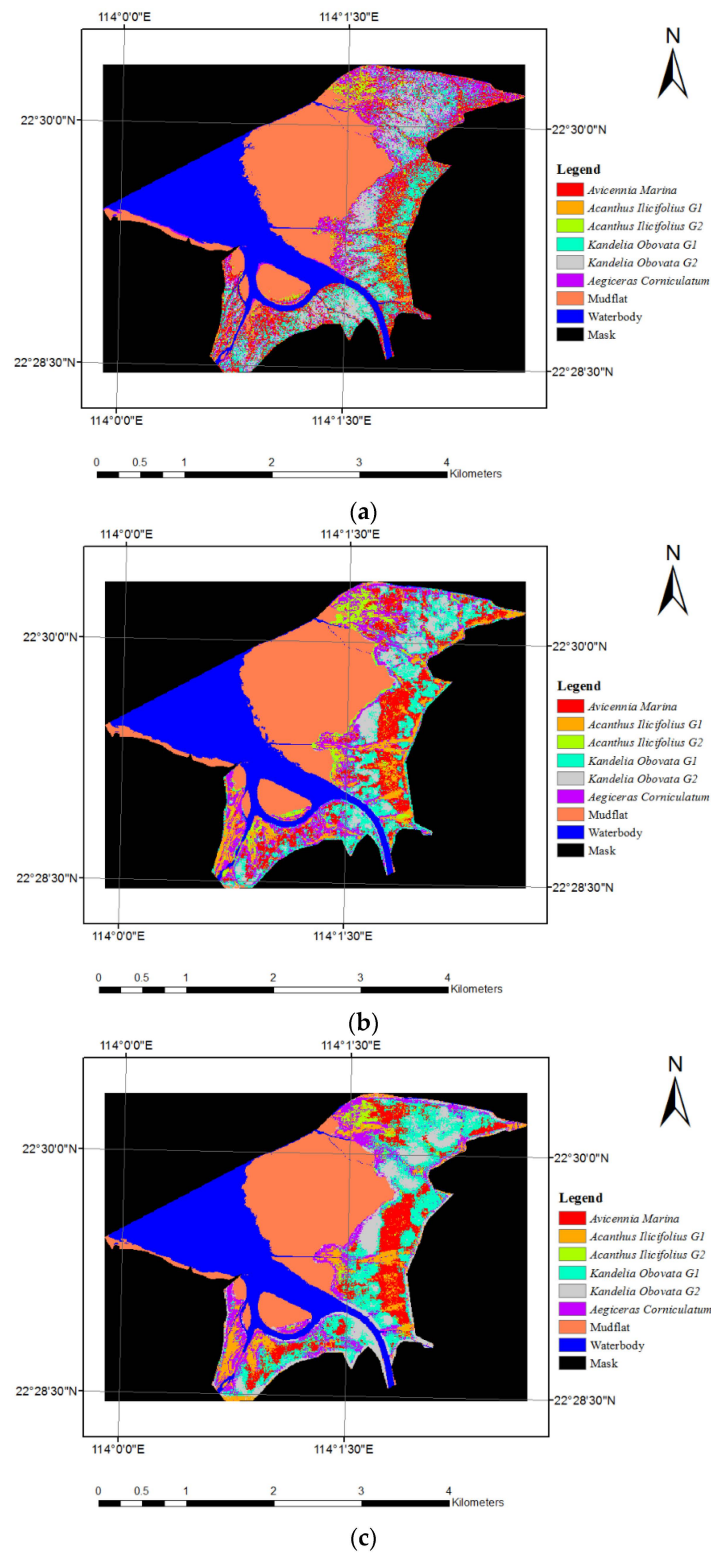 114°0'0"E 114°1'30"E
N
22°30'0"N
22°30'0"N
Legend
Avicennia Marina
Acanthus Ilicifolius G1
Acanthus Ilicifolius G2
Kandelia Obovata G1
Kandelia Obovata G2
Aegiceras Corniculatum
Mudflat
Waterbody
Mask
22°28'30"N
22°28'30"N
114°0'0"E 114°1'30"E
0 0.5 1 2 3 4
Kilometers
(a)
114°0'0"E 114°1'30"E
N
22°30'0"N
22°30'0"N
Legend
Avicennia Marina
Acanthus Ilicifolius G1
Acanthus Ilicifolius G2
Kandelia Obovata G1
Kandelia Obovata G2
Aegiceras Corniculatum
Mudflat
Waterbody
Mask
22°28'30"N
22°28'30"N
114°0'0"E 114°1'30"E
0 0.5 1 2 3 4
Kilometers
(b)
114°0'0"E 114°1'30"E
N
22°30'0"N
22°30'0"N
Legend
Avicennia Marina
Acanthus Ilicifolius G1
Acanthus Ilicifolius G2
Kandelia Obovata G1
Kandelia Obovata G2
Aegiceras Corniculatum
Mudflat
Waterbody
Mask
22°28'30"N
22°28'30"N
114°0'0"E 114°1'30"E
0 0.5 1 2 3 4
Kilometers
(c)